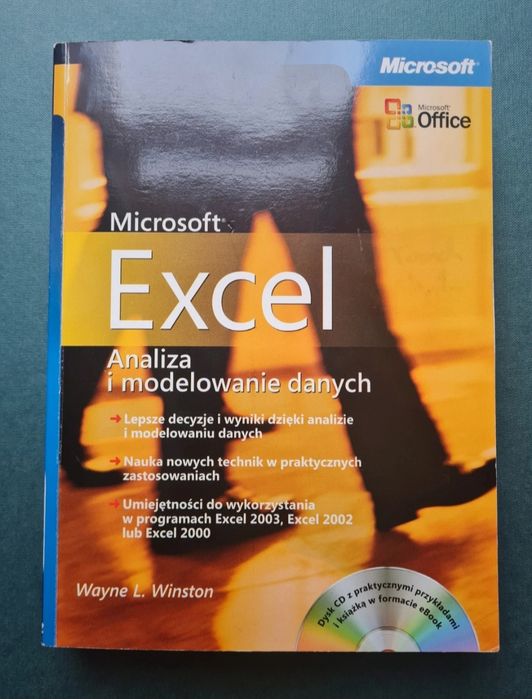 Microsoft
Microsoft
Office
Microsoft
Excel
Analiza
i modelowanie danych
Lepsze decyzje i wyniki dzięki analizie
i modelowaniu danych
Nauka nowych technik w praktycznych
zastosowaniach
Umiejętności do wykorzystania
w programach Excel 2003, Excel 2002
lub Excel 2000
Wayne L. Winston
Dysk CD z praktycznymi przykładami
i książką w formacie eBook